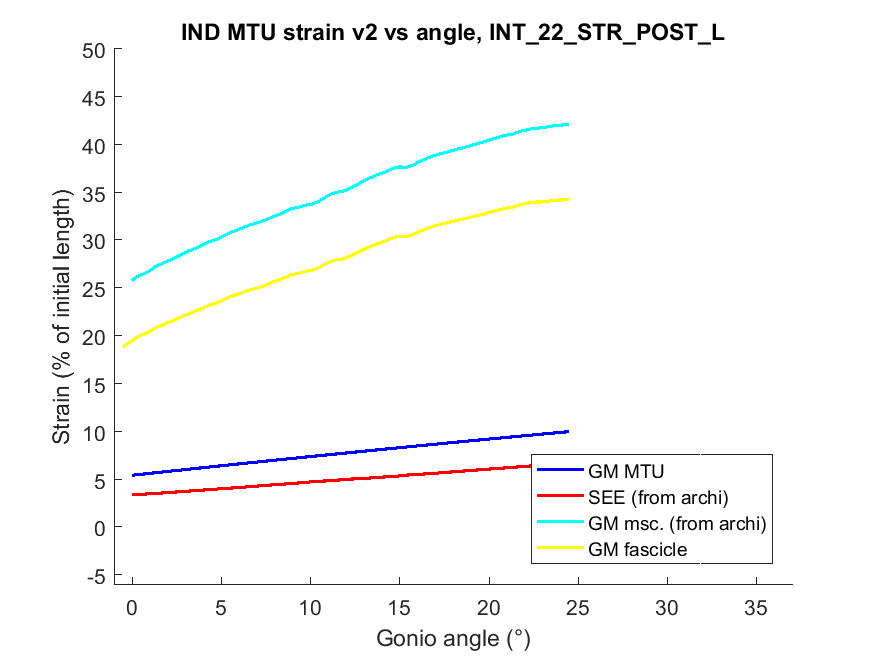 IND MTU strain v2 vs angle, INT_22_STR_POST_L
50
45
40
35
30
25
20
15
10
5
0
-5
Strain (% of initial length)
GM MTU
SEE (from archi)
GM msc. (from archi)
GM fascicle
0 5 10 15 20 25 30 35
Gonio angle (°)